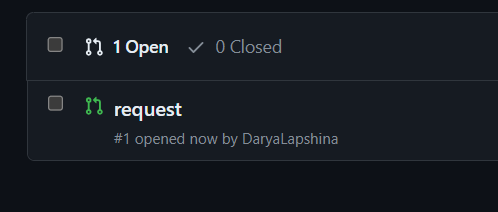 1 Open 0 Closed
request
#1 opened now by DaryaLapshina